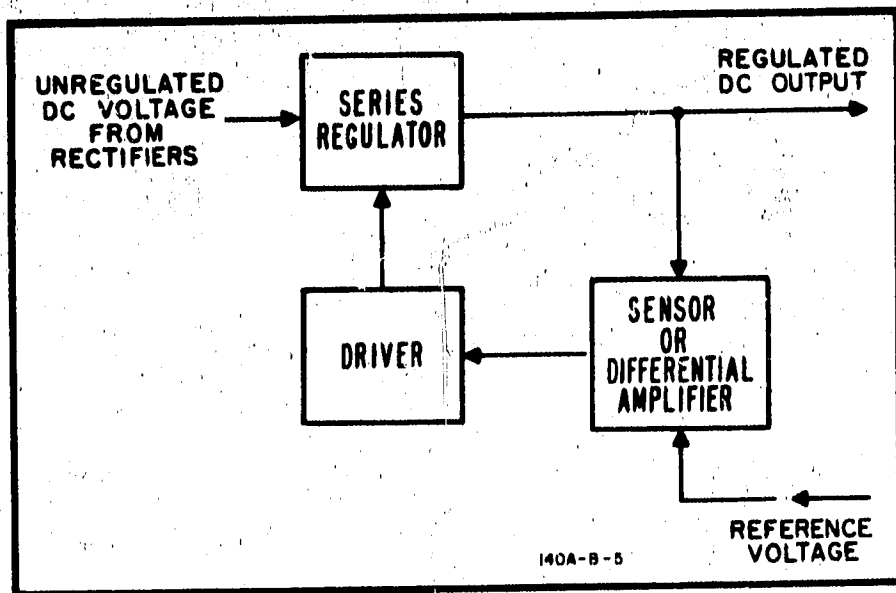 UNREGULATED
DC VOLTAGE
FROM
RECTIFIERS
SERIES
REGULATOR
REGULATED
DC OUTPUT
DRIVER
SENSOR
OR
DIFFERENTIAL
AMPLIFIER
REFERENCE
VOLTAGE
140A-B-5